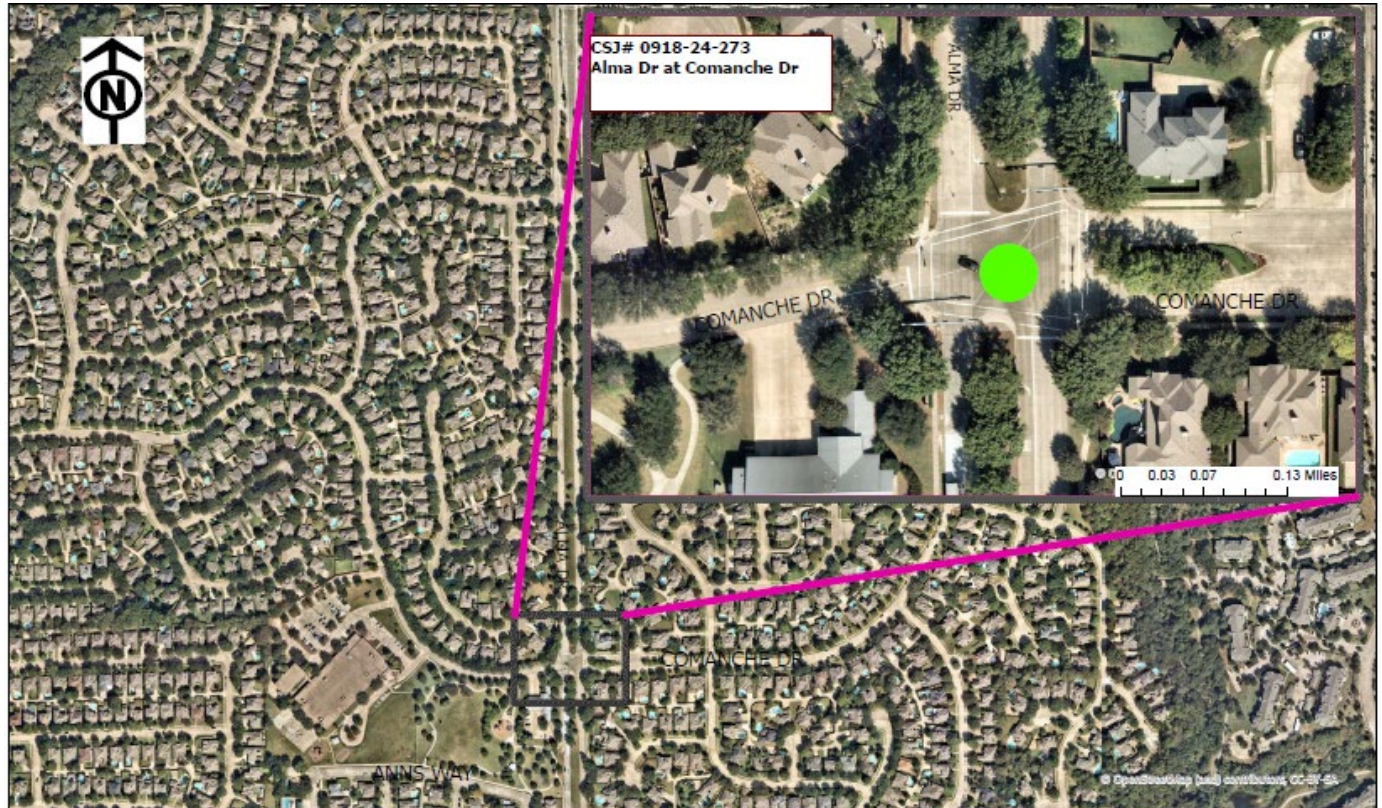 N
CSJ# 0918-24-273
Alma Dr at Comanche Dr
ALMA DR
COMANCHE DR
COMANCHE DR
0 0.03 0.07 0.13 Miles
COMANCHE DR
ANNS WAY
© OpenStreetMap (and) contributors, CC-BY-SA